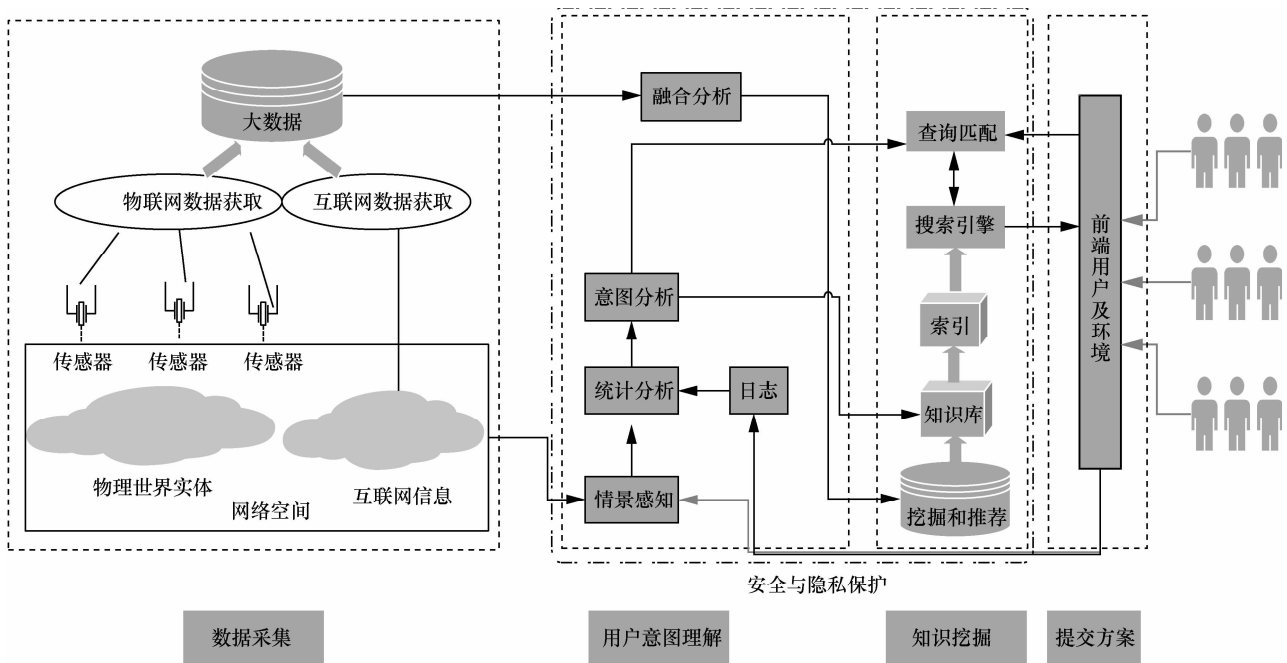 大数据
物联网数据获取
互联网数据获取
传感器
传感器
传感器
物理世界实体
互联网信息
网络空间
融合分析
意图分析
统计分析
日志
情景感知
查询匹配
搜索引擎
索引
知识库
挖掘和推荐
前端用户及环境
安全与隐私保护
数据采集
用户意图理解
知识挖掘
提交方案